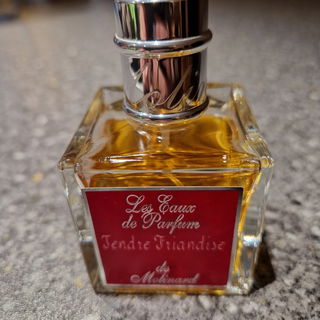 Les Eaux
de Parfum
Tendre Friandise
de
Molinard